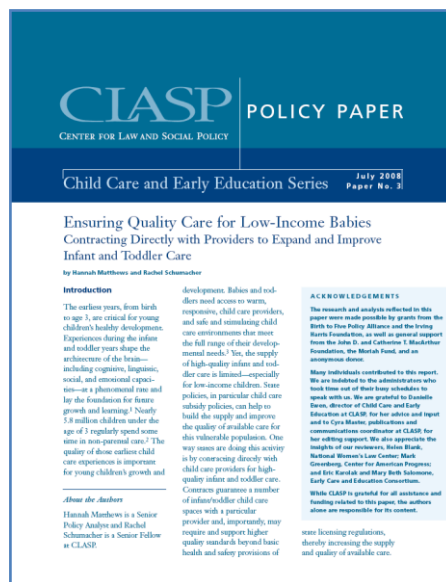 CLASP
CENTER FOR LAW AND SOCIAL POLICY
POLICY PAPER
Child Care and Early Education Series
July 2008
Paper No. 3
Ensuring Quality Care for Low-Income Babies
Contracting Directly with Providers to Expand and Improve
Infant and Toddler Care
by Hannah Matthews and Rachel Schumacher
Introduction
The earliest years, from birth
to age 3, are critical for young
children's healthy development.
Experiences during the infant
and toddler years shape the
architecture of the brain—
including cognitive, linguistic,
social, and emotional capaci-
ties—at a phenomenal rate and
lay the foundation for future
growth and learning.1 Nearly
5.8 million children under the
age of 3 regularly spend some
time in non-parental care.2 The
quality of those earliest child
care experiences is important
for young children's growth and
About the Authors
Hannah Matthews is a Senior
Policy Analyst and Rachel
Schumacher is a Senior Fellow
at CLASP.
development. Babies and tod-
dlers need access to warm,
responsive, child care providers,
and safe and stimulating child
care environments that meet
the full range of their develop-
mental needs.3 Yet, the supply
of high-quality infant and tod-
dler care is limited—especially
for low-income children. State
policies, in particular child care
subsidy policies, can help to
build the supply and improve
the quality of available care for
this vulnerable population. One
way states are doing this activity
is by contracting directly with
child care providers for high-
quality infant and toddler care.
Contracts guarantee a number
of infant/toddler child care
spaces with a particular
provider and, importantly, may
require and support higher
quality standards beyond basic
health and safety provisions of
ACKNOWLEDGEMENTS
The research and analysis reflected in this
paper were made possible by grants from the
Birth to Five Policy Alliance and the Irving
Harris Foundation, as well as general support
from the John D. and Catherine T. MacArthur
Foundation, the Moriah Fund, and an
anonymous donor.
Many individuals contributed to this report.
We are indebted to the administrators who
took time out of their busy schedules to
speak with us. We are grateful to Danielle
Ewen, director of Child Care and Early
Education at CLASP, for her advice and input
and to Cyra Master, publications and
communications coordinator at CLASP, for
her editing support. We also appreciate the
insights of our reviewers, Helen Blank,
National Women's Law Center; Mark
Greenberg, Center for American Progress;
and Eric Karolak and Mary Beth Salomone,
Early Care and Education Consortium.
While CLASP is grateful for all assistance and
funding related to this paper, the authors
alone are responsible for its content.
state licensing regulations,
thereby increasing the supply
and quality of available care.